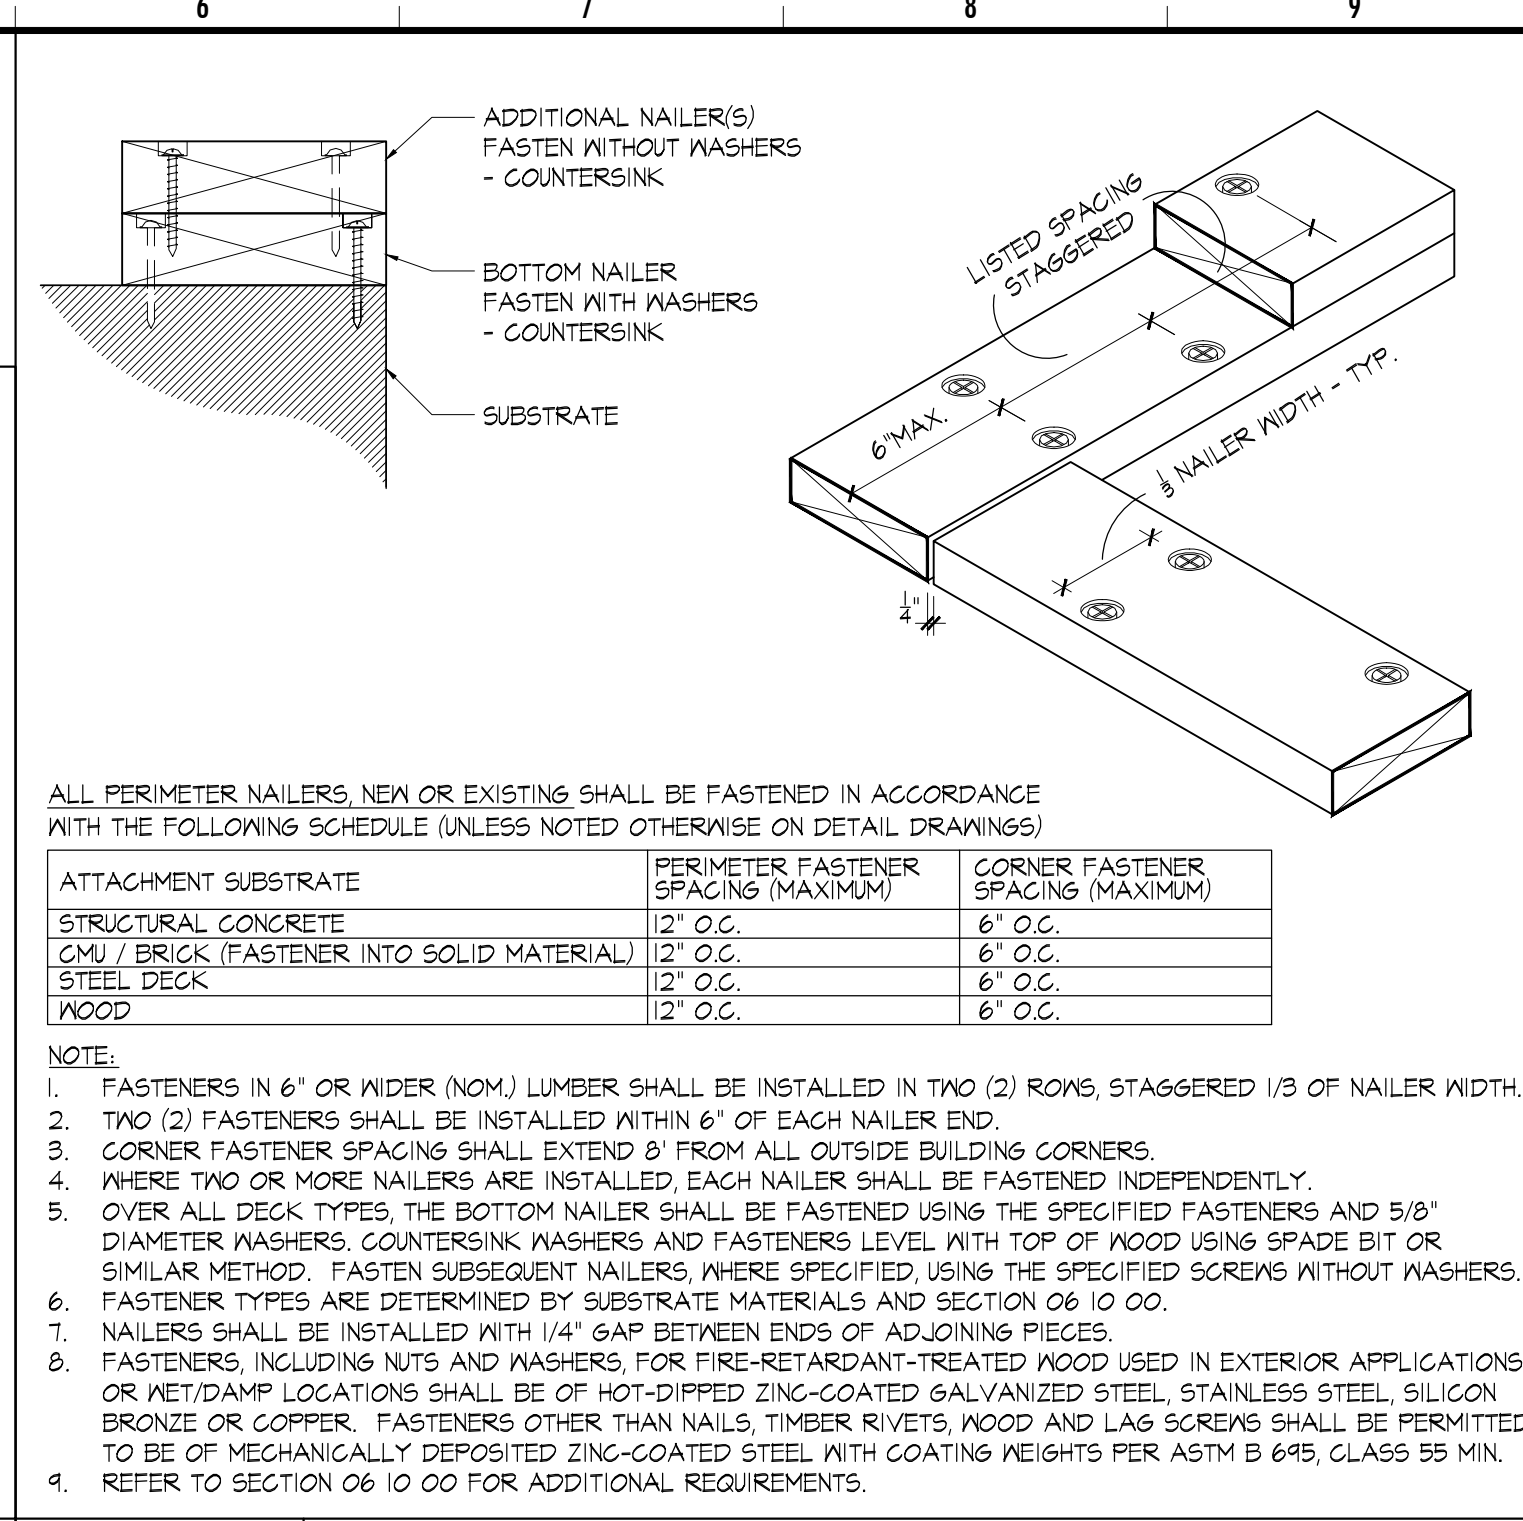 6 7 8 9
ADDITIONAL NAILER(S)
FASTEN WITHOUT WASHERS
- COUNTERSINK
BOTTOM NAILER
FASTEN WITH WASHERS
- COUNTERSINK
SUBSTRATE
LISTED SPACING
STAGGERED
6"MAX.
1/3 NAILER WIDTH - TYP.
1/4"
ALL PERIMETER NAILERS, NEW OR EXISTING SHALL BE FASTENED IN ACCORDANCE
WITH THE FOLLOWING SCHEDULE (UNLESS NOTED OTHERWISE ON DETAIL DRAWINGS)
ATTACHMENT SUBSTRATE
PERIMETER FASTENER
SPACING (MAXIMUM)
CORNER FASTENER
SPACING (MAXIMUM)
STRUCTURAL CONCRETE 12" O.C. 6" O.C.
CMU / BRICK (FASTENER INTO SOLID MATERIAL) 12" O.C. 6" O.C.
STEEL DECK 12" O.C. 6" O.C.
WOOD 12" O.C. 6" O.C.
NOTE:
1. FASTENERS IN 6" OR WIDER (NOM.) LUMBER SHALL BE INSTALLED IN TWO (2) ROWS, STAGGERED 1/3 OF NAILER WIDTH.
2. TWO (2) FASTENERS SHALL BE INSTALLED WITHIN 6" OF EACH NAILER END.
3. CORNER FASTENER SPACING SHALL EXTEND 8' FROM ALL OUTSIDE BUILDING CORNERS.
4. WHERE TWO OR MORE NAILERS ARE INSTALLED, EACH NAILER SHALL BE FASTENED INDEPENDENTLY.
5. OVER ALL DECK TYPES, THE BOTTOM NAILER SHALL BE FASTENED USING THE SPECIFIED FASTENERS AND 5/8"
DIAMETER WASHERS. COUNTERSINK WASHERS AND FASTENERS LEVEL WITH TOP OF WOOD USING SPADE BIT OR
SIMILAR METHOD. FASTEN SUBSEQUENT NAILERS, WHERE SPECIFIED, USING THE SPECIFIED SCREWS WITHOUT WASHERS.
6. FASTENER TYPES ARE DETERMINED BY SUBSTRATE MATERIALS AND SECTION 06 10 00.
7. NAILERS SHALL BE INSTALLED WITH 1/4" GAP BETWEEN ENDS OF ADJOINING PIECES.
8. FASTENERS, INCLUDING NUTS AND WASHERS, FOR FIRE-RETARDANT-TREATED WOOD USED IN EXTERIOR APPLICATIONS
OR WET/DAMP LOCATIONS SHALL BE OF HOT-DIPPED ZINC-COATED GALVANIZED STEEL, STAINLESS STEEL, SILICON
BRONZE OR COPPER. FASTENERS OTHER THAN NAILS, TIMBER RIVETS, WOOD AND LAG SCREWS SHALL BE PERMITTED
TO BE OF MECHANICALLY DEPOSITED ZINC-COATED STEEL WITH COATING WEIGHTS PER ASTM B 695, CLASS 55 MIN.
9. REFER TO SECTION 06 10 00 FOR ADDITIONAL REQUIREMENTS.